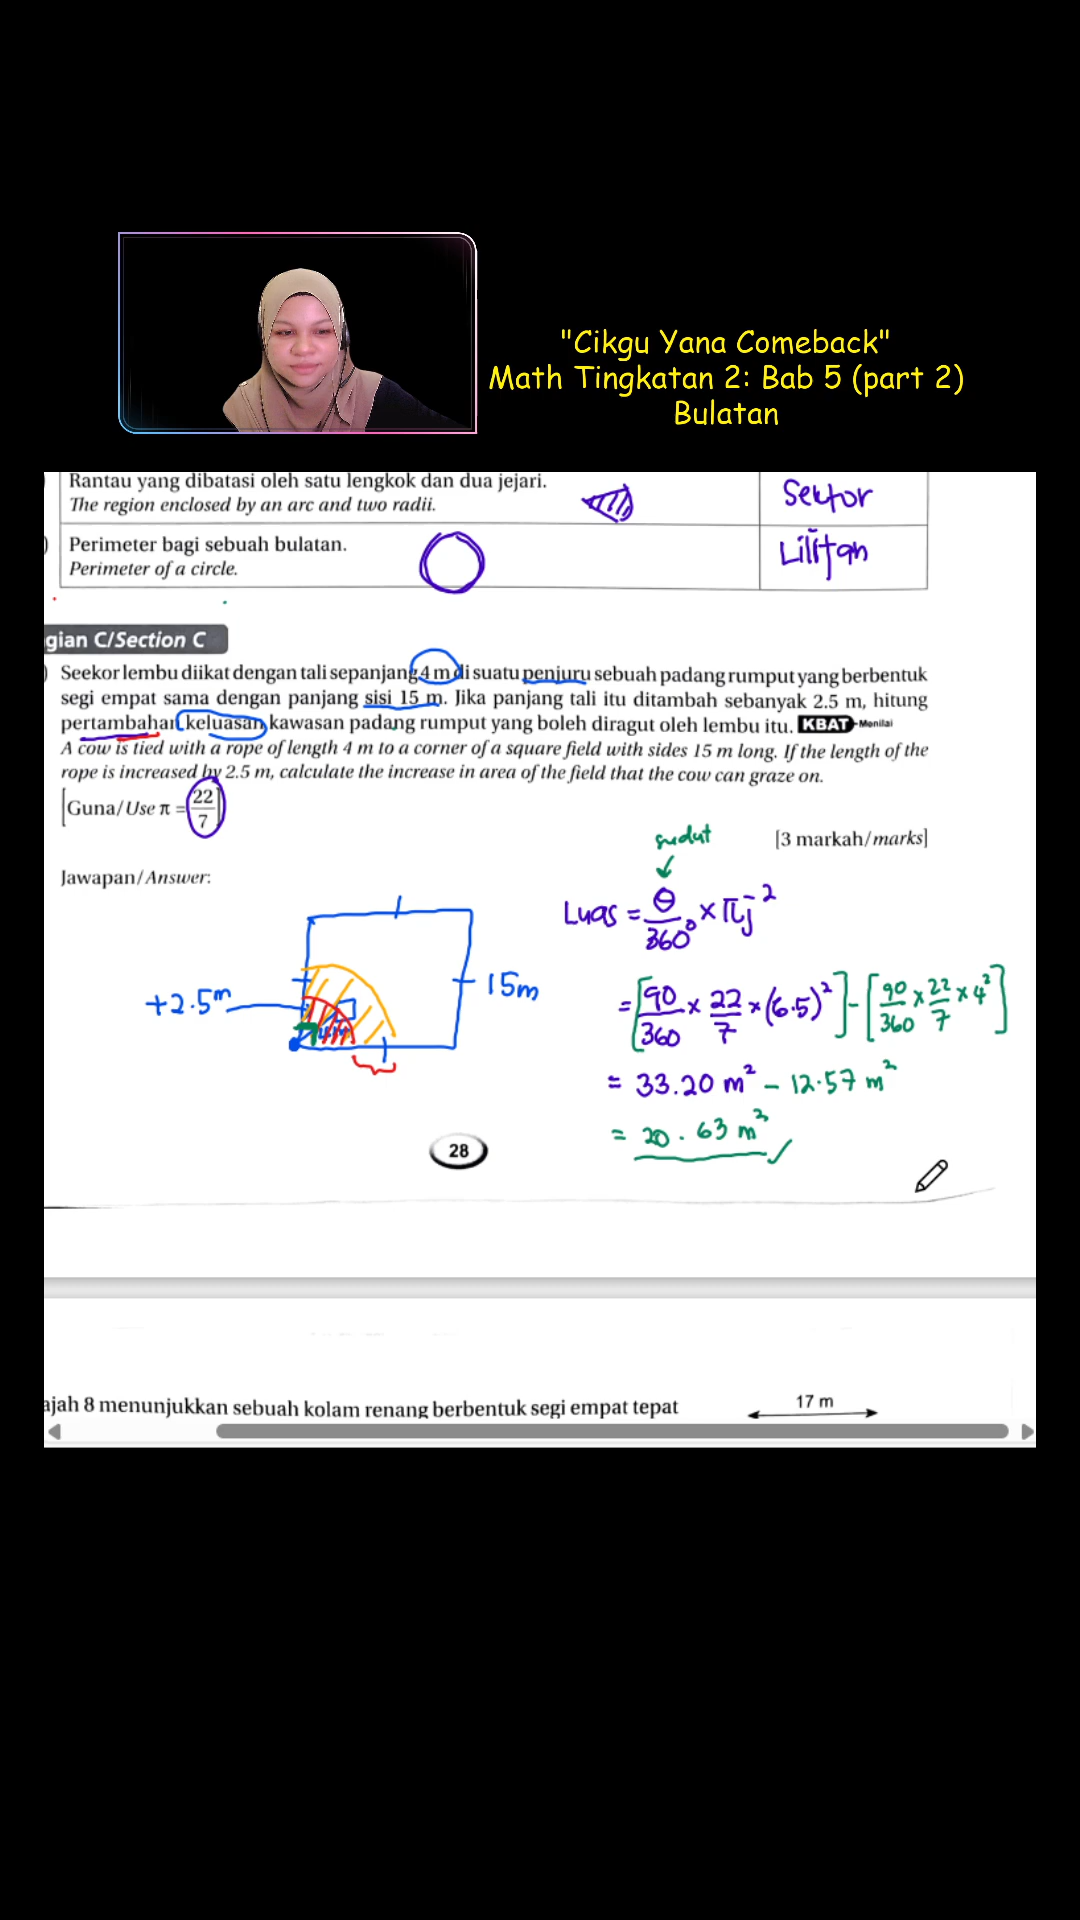 "Cikgu Yana Comeback"
Math Tingkatan 2: Bab 5 (part 2)
Bulatan
Rantau yang dibatasi oleh satu lengkok dan dua jejari.
The region enclosed by an arc and two radii.
Sektor
Perimeter bagi sebuah bulatan.
Perimeter of a circle.
Lilitan
gian C/Section C
Seekor lembu diikat dengan tali sepanjang 4 m di suatu penjuru sebuah padang rumput yang berbentuk
segi empat sama dengan panjang sisi 15 m. Jika panjang tali itu ditambah sebanyak 2.5 m, hitung
pertambahan keluasan kawasan padang rumput yang boleh diragut oleh lembu itu. KBAT Menilai
A cow is tied with a rope of length 4 m to a corner of a square field with sides 15 m long. If the length of the
rope is increased by 2.5 m, calculate the increase in area of the field that the cow can graze on.
[Guna/Use π = 22/7]
[3 markah/marks]
Jawapan/Answer:
sudut
Luas = θ/360° × πj²
+2.5m
4m
15m
= [90/360 × 22/7 × (6.5)²] - [90/360 × 22/7 × 4²]
= 33.20 m² - 12.57 m²
= 20.63 m²
28
ajah 8 menunjukkan sebuah kolam renang berbentuk segi empat tepat
17 m